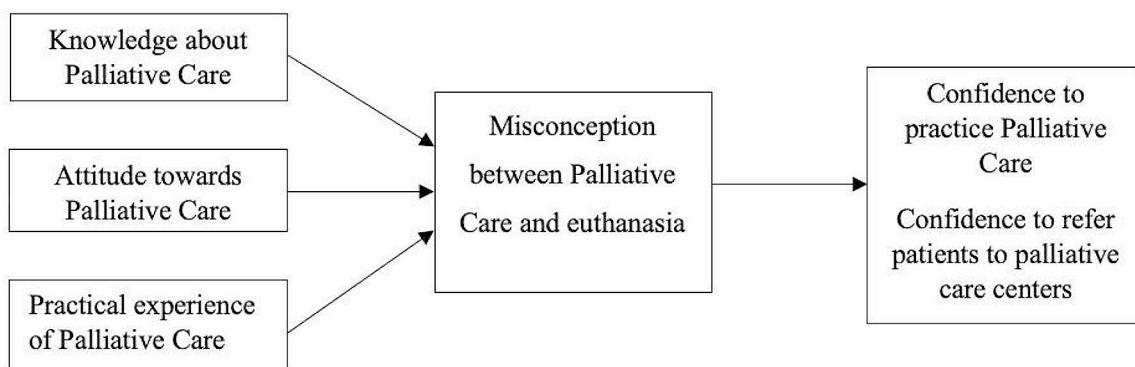 Knowledge about
Palliative Care
Attitude towards
Palliative Care
Practical experience
of Palliative Care
Misconception
between Palliative
Care and euthanasia
Confidence to
practice Palliative
Care
Confidence to refer
patients to palliative
care centers